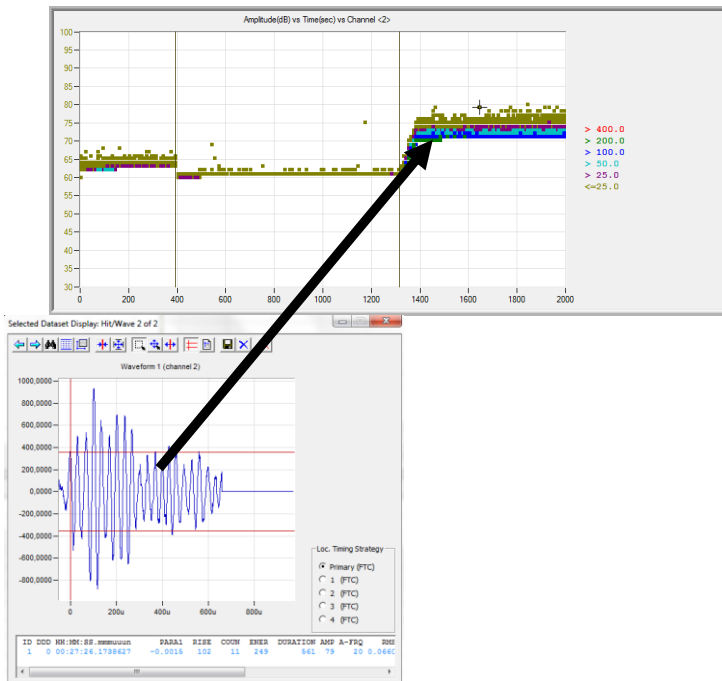 Amplitude(dB) vs Time(sec) vs Channel <2>
100
95
90
85
80
75
70
65
60
55
50
45
40
35
30
0 200 400 600 800 1000 1200 1400 1600 1800 2000
> 400.0
> 200.0
> 100.0
> 50.0
> 25.0
<=25.0
Selected Dataset Display: Hit/Wave 2 of 2
Waveform 1 (channel 2)
1000,0000
800,0000
600,0000
400,0000
200,0000
0,0000
-200,0000
-400,0000
-600,0000
-800,0000
0 200u 400u 600u 800u
Loc. Timing Strategy
Primary (FTC)
1 (FTC)
2 (FTC)
3 (FTC)
4 (FTC)
ID DDD HH:MM:SS.mmmuuun PARA1 RISE COUN ENER DURATION AMP A-FRQ RMS
1 0 00:27:26.1738627 -0.0015 102 11 249 561 79 20 0.0660